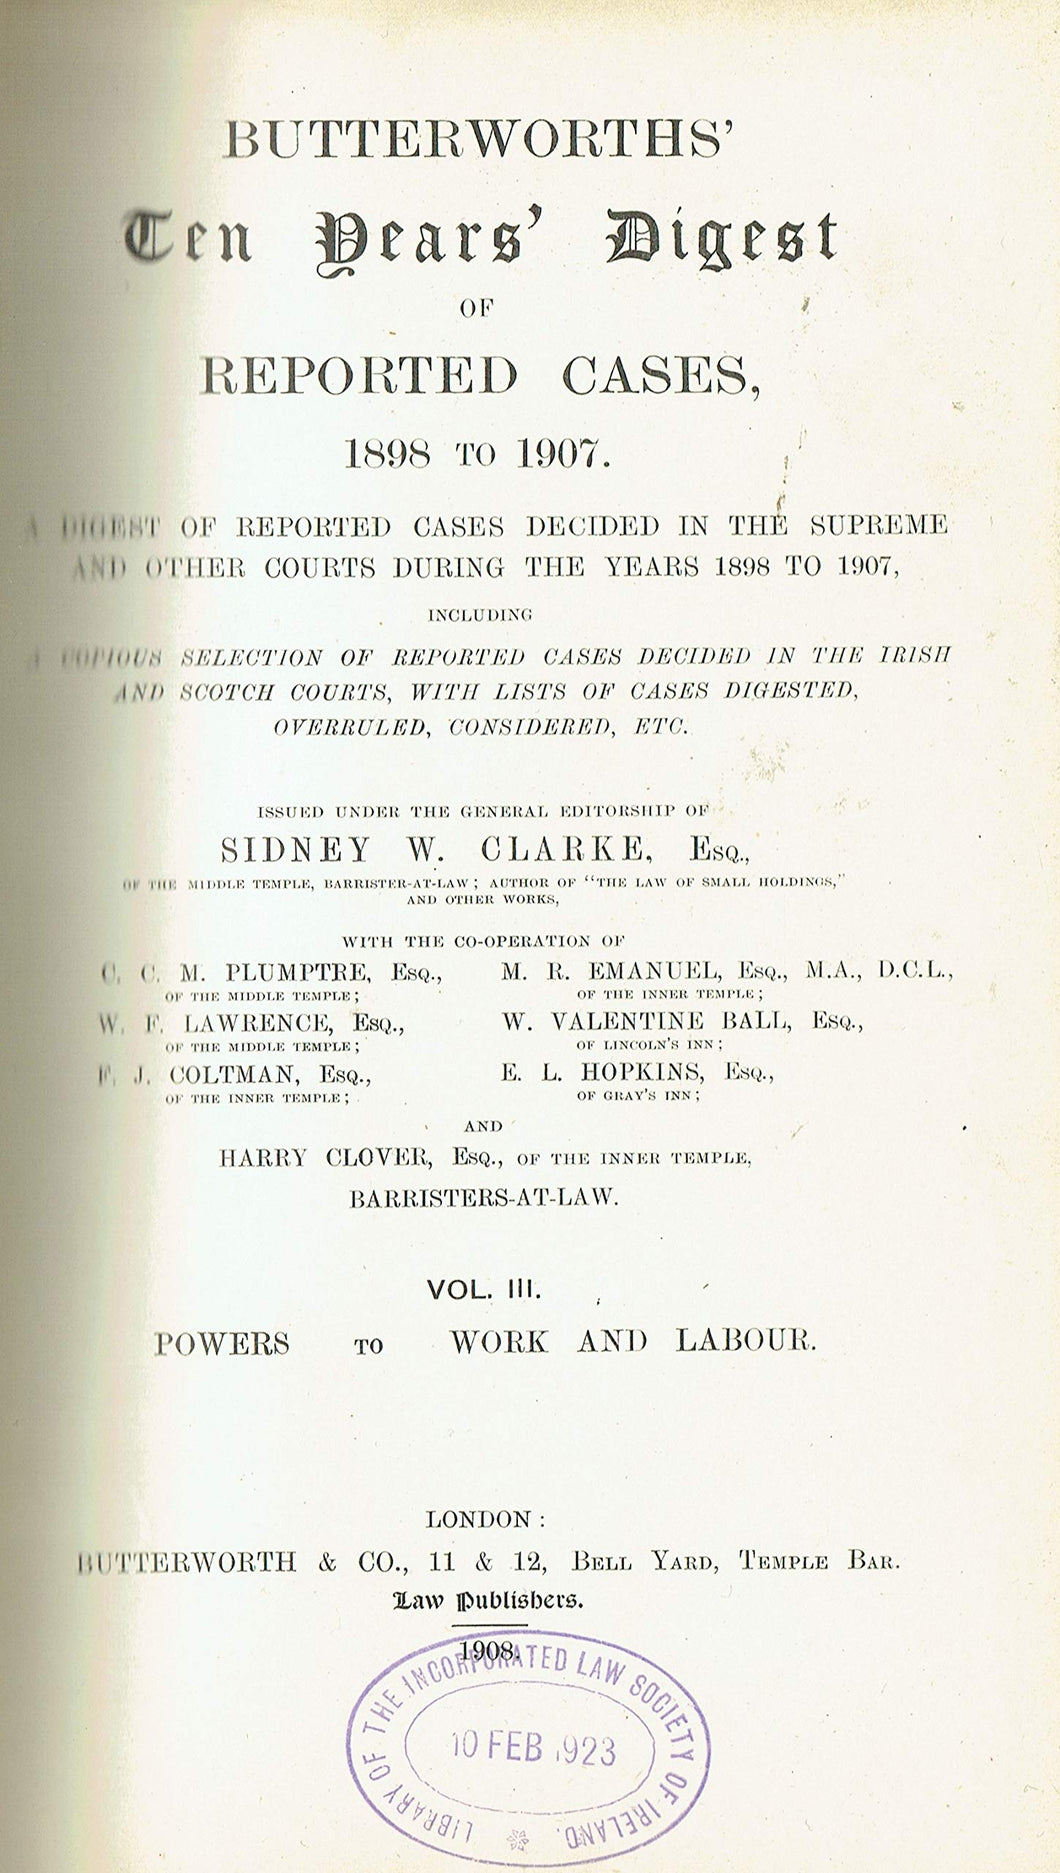 BUTTERWORTHS'
Ten Years' Digest
OF
REPORTED CASES,
1898 TO 1907.
A DIGEST OF REPORTED CASES DECIDED IN THE SUPREME
AND OTHER COURTS DURING THE YEARS 1898 TO 1907,
INCLUDING
A COPIOUS SELECTION OF REPORTED CASES DECIDED IN THE IRISH
AND SCOTCH COURTS, WITH LISTS OF CASES DIGESTED,
OVERRULED, CONSIDERED, ETC.
ISSUED UNDER THE GENERAL EDITORSHIP OF
SIDNEY W. CLARKE, ESQ.,
OF THE MIDDLE TEMPLE, BARRISTER-AT-LAW; AUTHOR OF "THE LAW OF SMALL HOLDINGS,"
AND OTHER WORKS,
WITH THE CO-OPERATION OF
C. C. M. PLUMPTRE, ESQ.,
OF THE MIDDLE TEMPLE;
W. F. LAWRENCE, ESQ.,
OF THE MIDDLE TEMPLE;
F. J. COLTMAN, ESQ.,
OF THE INNER TEMPLE;
M. R. EMANUEL, ESQ., M.A., D.C.L.,
OF THE INNER TEMPLE;
W. VALENTINE BALL, ESQ.,
OF LINCOLN'S INN;
E. L. HOPKINS, ESQ.,
OF GRAY'S INN;
AND
HARRY CLOVER, ESQ., OF THE INNER TEMPLE,
BARRISTERS-AT-LAW.
VOL. III.
POWERS TO WORK AND LABOUR.
LONDON:
BUTTERWORTH & CO., 11 & 12, BELL YARD, TEMPLE BAR.
Law Publishers.
1908.
LIBRARY OF THE INCORPORATED LAW SOCIETY OF IRELAND.
10 FEB 1923